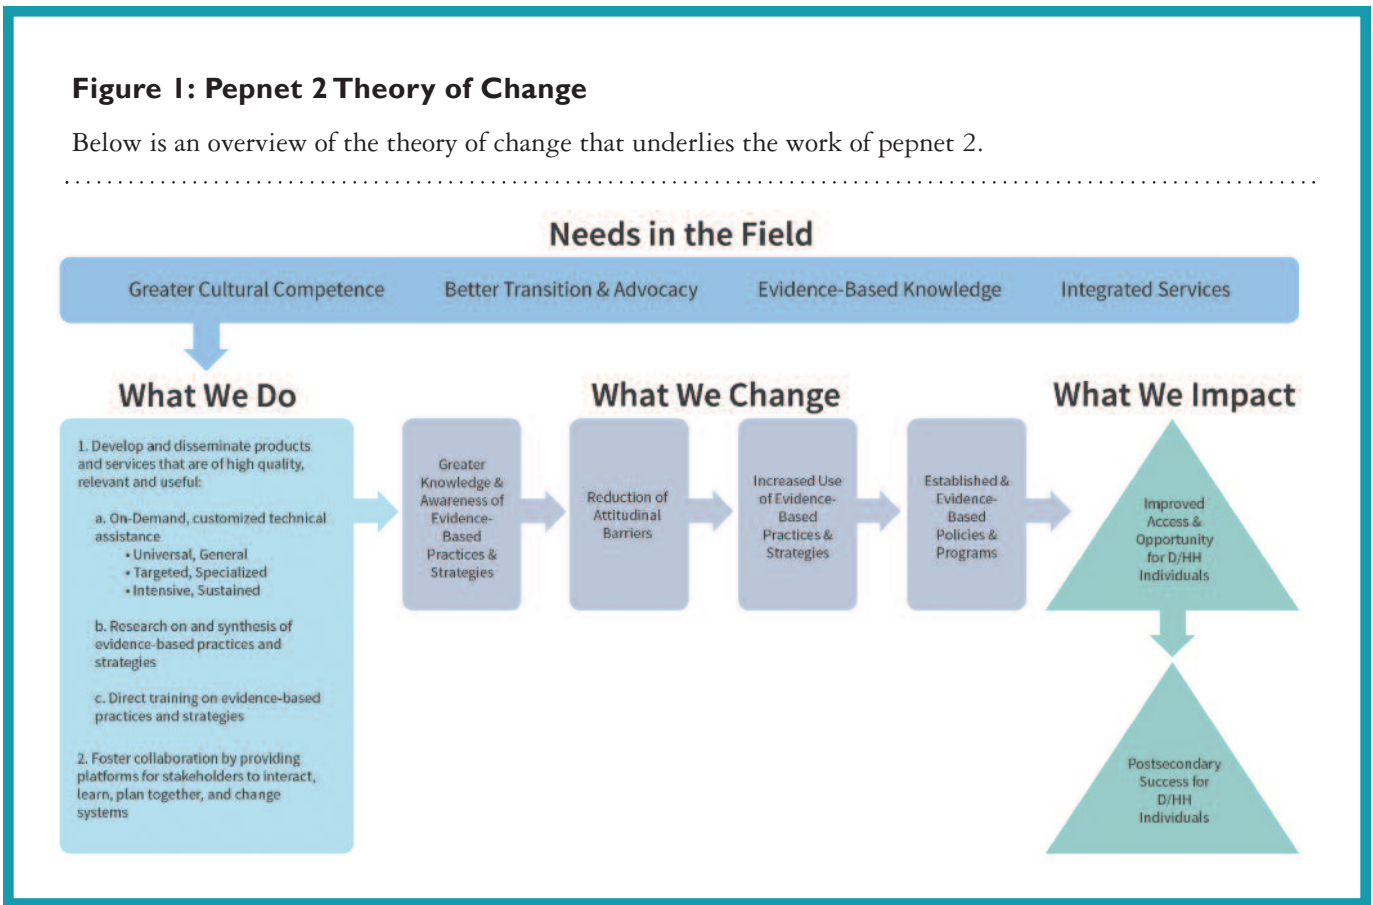 Figure 1: Pepnet 2 Theory of Change
Below is an overview of the theory of change that underlies the work of pepnet 2.
Needs in the Field
Greater Cultural Competence
Better Transition & Advocacy
Evidence-Based Knowledge
Integrated Services
What We Do
1. Develop and disseminate products
and services that are of high quality,
relevant and useful:
a. On-Demand, customized technical
assistance
• Universal, General
• Targeted, Specialized
• Intensive, Sustained
b. Research on and synthesis of
evidence-based practices and
strategies
c. Direct training on evidence-based
practices and strategies
2. Foster collaboration by providing
platforms for stakeholders to interact,
learn, plan together, and change
systems
What We Change
Greater
Knowledge &
Awareness of
Evidence-
Based
Practices &
Strategies
Reduction of
Attitudinal
Barriers
Increased Use
of Evidence-
Based
Practices &
Strategies
Established &
Evidence-
Based
Policies &
Programs
What We Impact
Improved
Access &
Opportunity
for D/HH
Individuals
Postsecondary
Success for
D/HH
Individuals